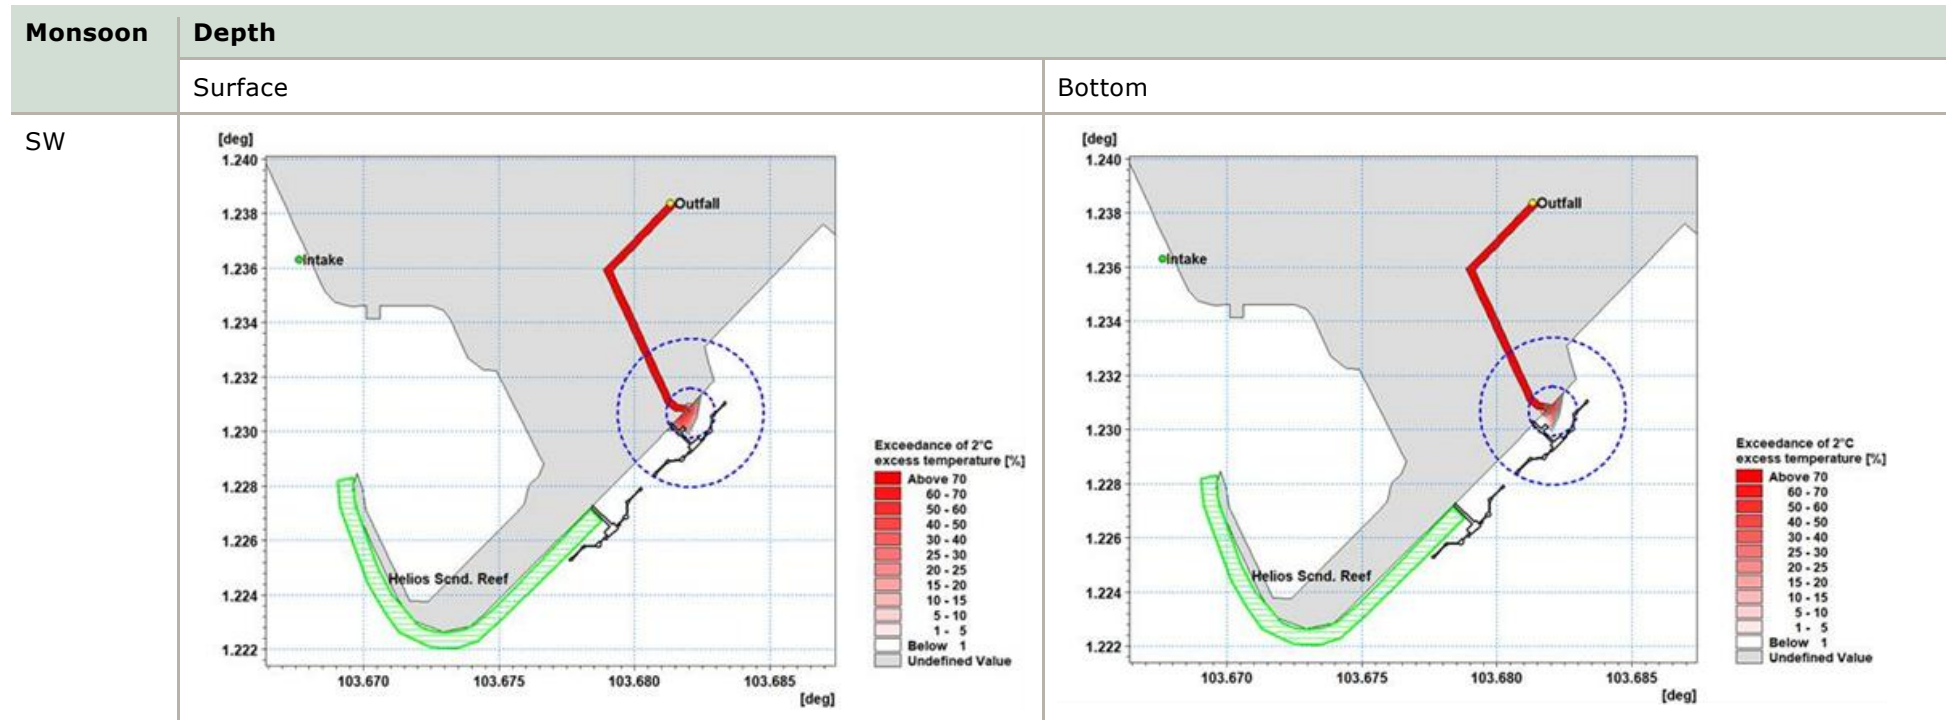 Monsoon
Depth
Surface
Bottom
SW
[deg]
1.240
1.238
1.236
1.234
1.232
1.230
1.228
1.226
1.224
1.222
Outfall
Intake
Helios Scnd. Reef
103.670
103.675
103.680
103.685
[deg]
Exceedance of 2°C
excess temperature [%]
Above 70
60 - 70
50 - 60
40 - 50
30 - 40
25 - 30
20 - 25
15 - 20
10 - 15
5 - 10
1 - 5
Below 1
Undefined Value
[deg]
1.240
1.238
1.236
1.234
1.232
1.230
1.228
1.226
1.224
1.222
Outfall
Intake
Helios Scnd. Reef
103.670
103.675
103.680
103.685
[deg]
Exceedance of 2°C
excess temperature [%]
Above 70
60 - 70
50 - 60
40 - 50
30 - 40
25 - 30
20 - 25
15 - 20
10 - 15
5 - 10
1 - 5
Below 1
Undefined Value